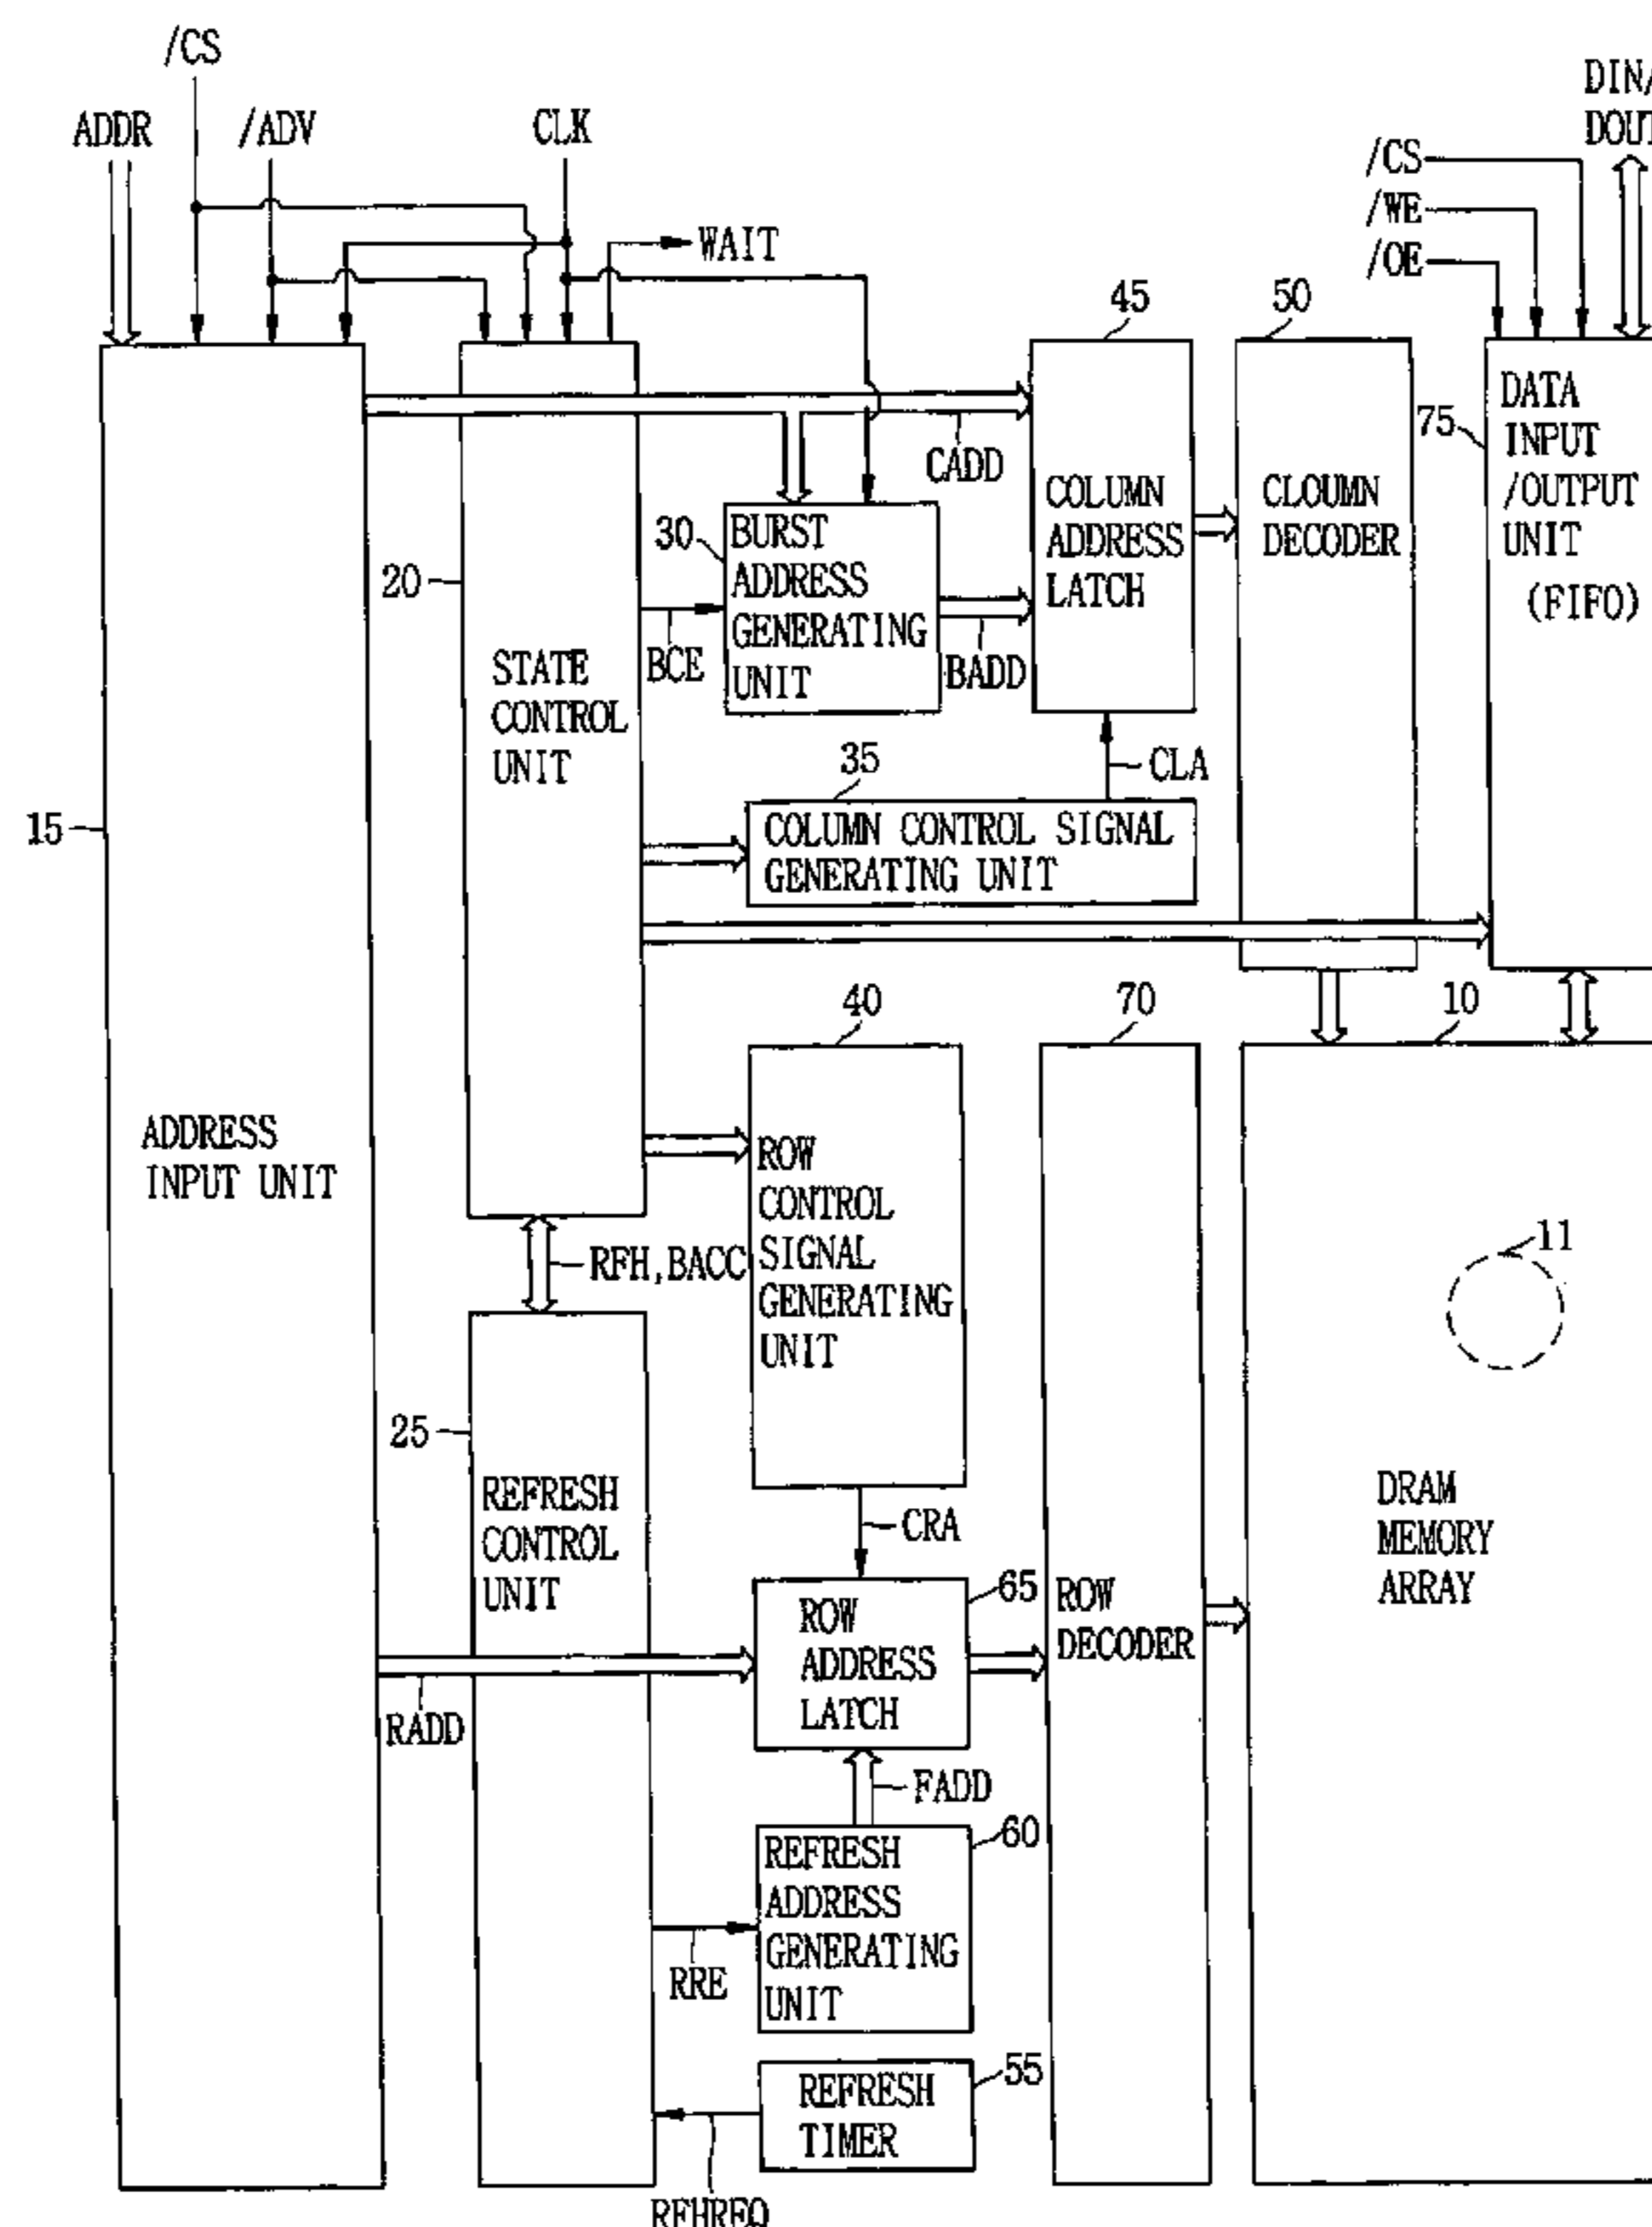 /CS
ADDR
/ADV
CLK
WAIT
DIN/
DOUT
/CS
/WE
/OE
45
50
75
DATA
INPUT
/OUTPUT
UNIT
(FIFO)
CADD
COLUMN
ADDRESS
LATCH
CLOUMN
DECODER
30
BURST
ADDRESS
GENERATING
UNIT
20
BCE
BADD
STATE
CONTROL
UNIT
35
CLA
15
COLUMN CONTROL SIGNAL
GENERATING UNIT
40
70
10
ADDRESS
INPUT UNIT
ROW
CONTROL
SIGNAL
GENERATING
UNIT
RFH,BACC
11
25
REFRESH
CONTROL
UNIT
CRA
DRAM
MEMORY
ARRAY
65
ROW
ADDRESS
LATCH
ROW
DECODER
RADD
FADD
60
REFRESH
ADDRESS
GENERATING
UNIT
RRE
55
REFRESH
TIMER
RFHREQ